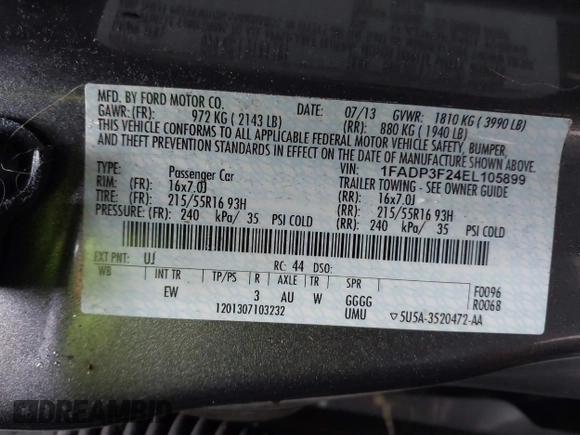 MFD. BY FORD MOTOR CO.
DATE: 07/13 GVWR: 1810 KG ( 3990 LB)
GAWR: (FR): 972 KG ( 2143 LB) (RR): 880 KG ( 1940 LB)
THIS VEHICLE CONFORMS TO ALL APPLICABLE FEDERAL MOTOR VEHICLE SAFETY, BUMPER,
AND THEFT PREVENTION STANDARDS IN EFFECT ON THE DATE OF MANUFACTURE SHOWN ABOVE.
VIN: 1FADP3F24EL105899
TYPE: Passenger Car TRAILER TOWING - SEE OWNER GUIDE
RIM: (FR): 16x7.0J (RR): 16x7.0J
TIRE: (FR): 215/55R16 93H (RR): 215/55R16 93H
PRESSURE: (FR): 240 kPa/ 35 PSI COLD (RR): 240 kPa/ 35 PSI COLD
EXT PNT: UJ RC: 44 DSO:
WB INT TR TP/PS R AXLE TR SPR F0096
EW 3 AU W GGGG R0068
1201307103232 UMU ▽5U5A-3520472-AA
DREAMBID